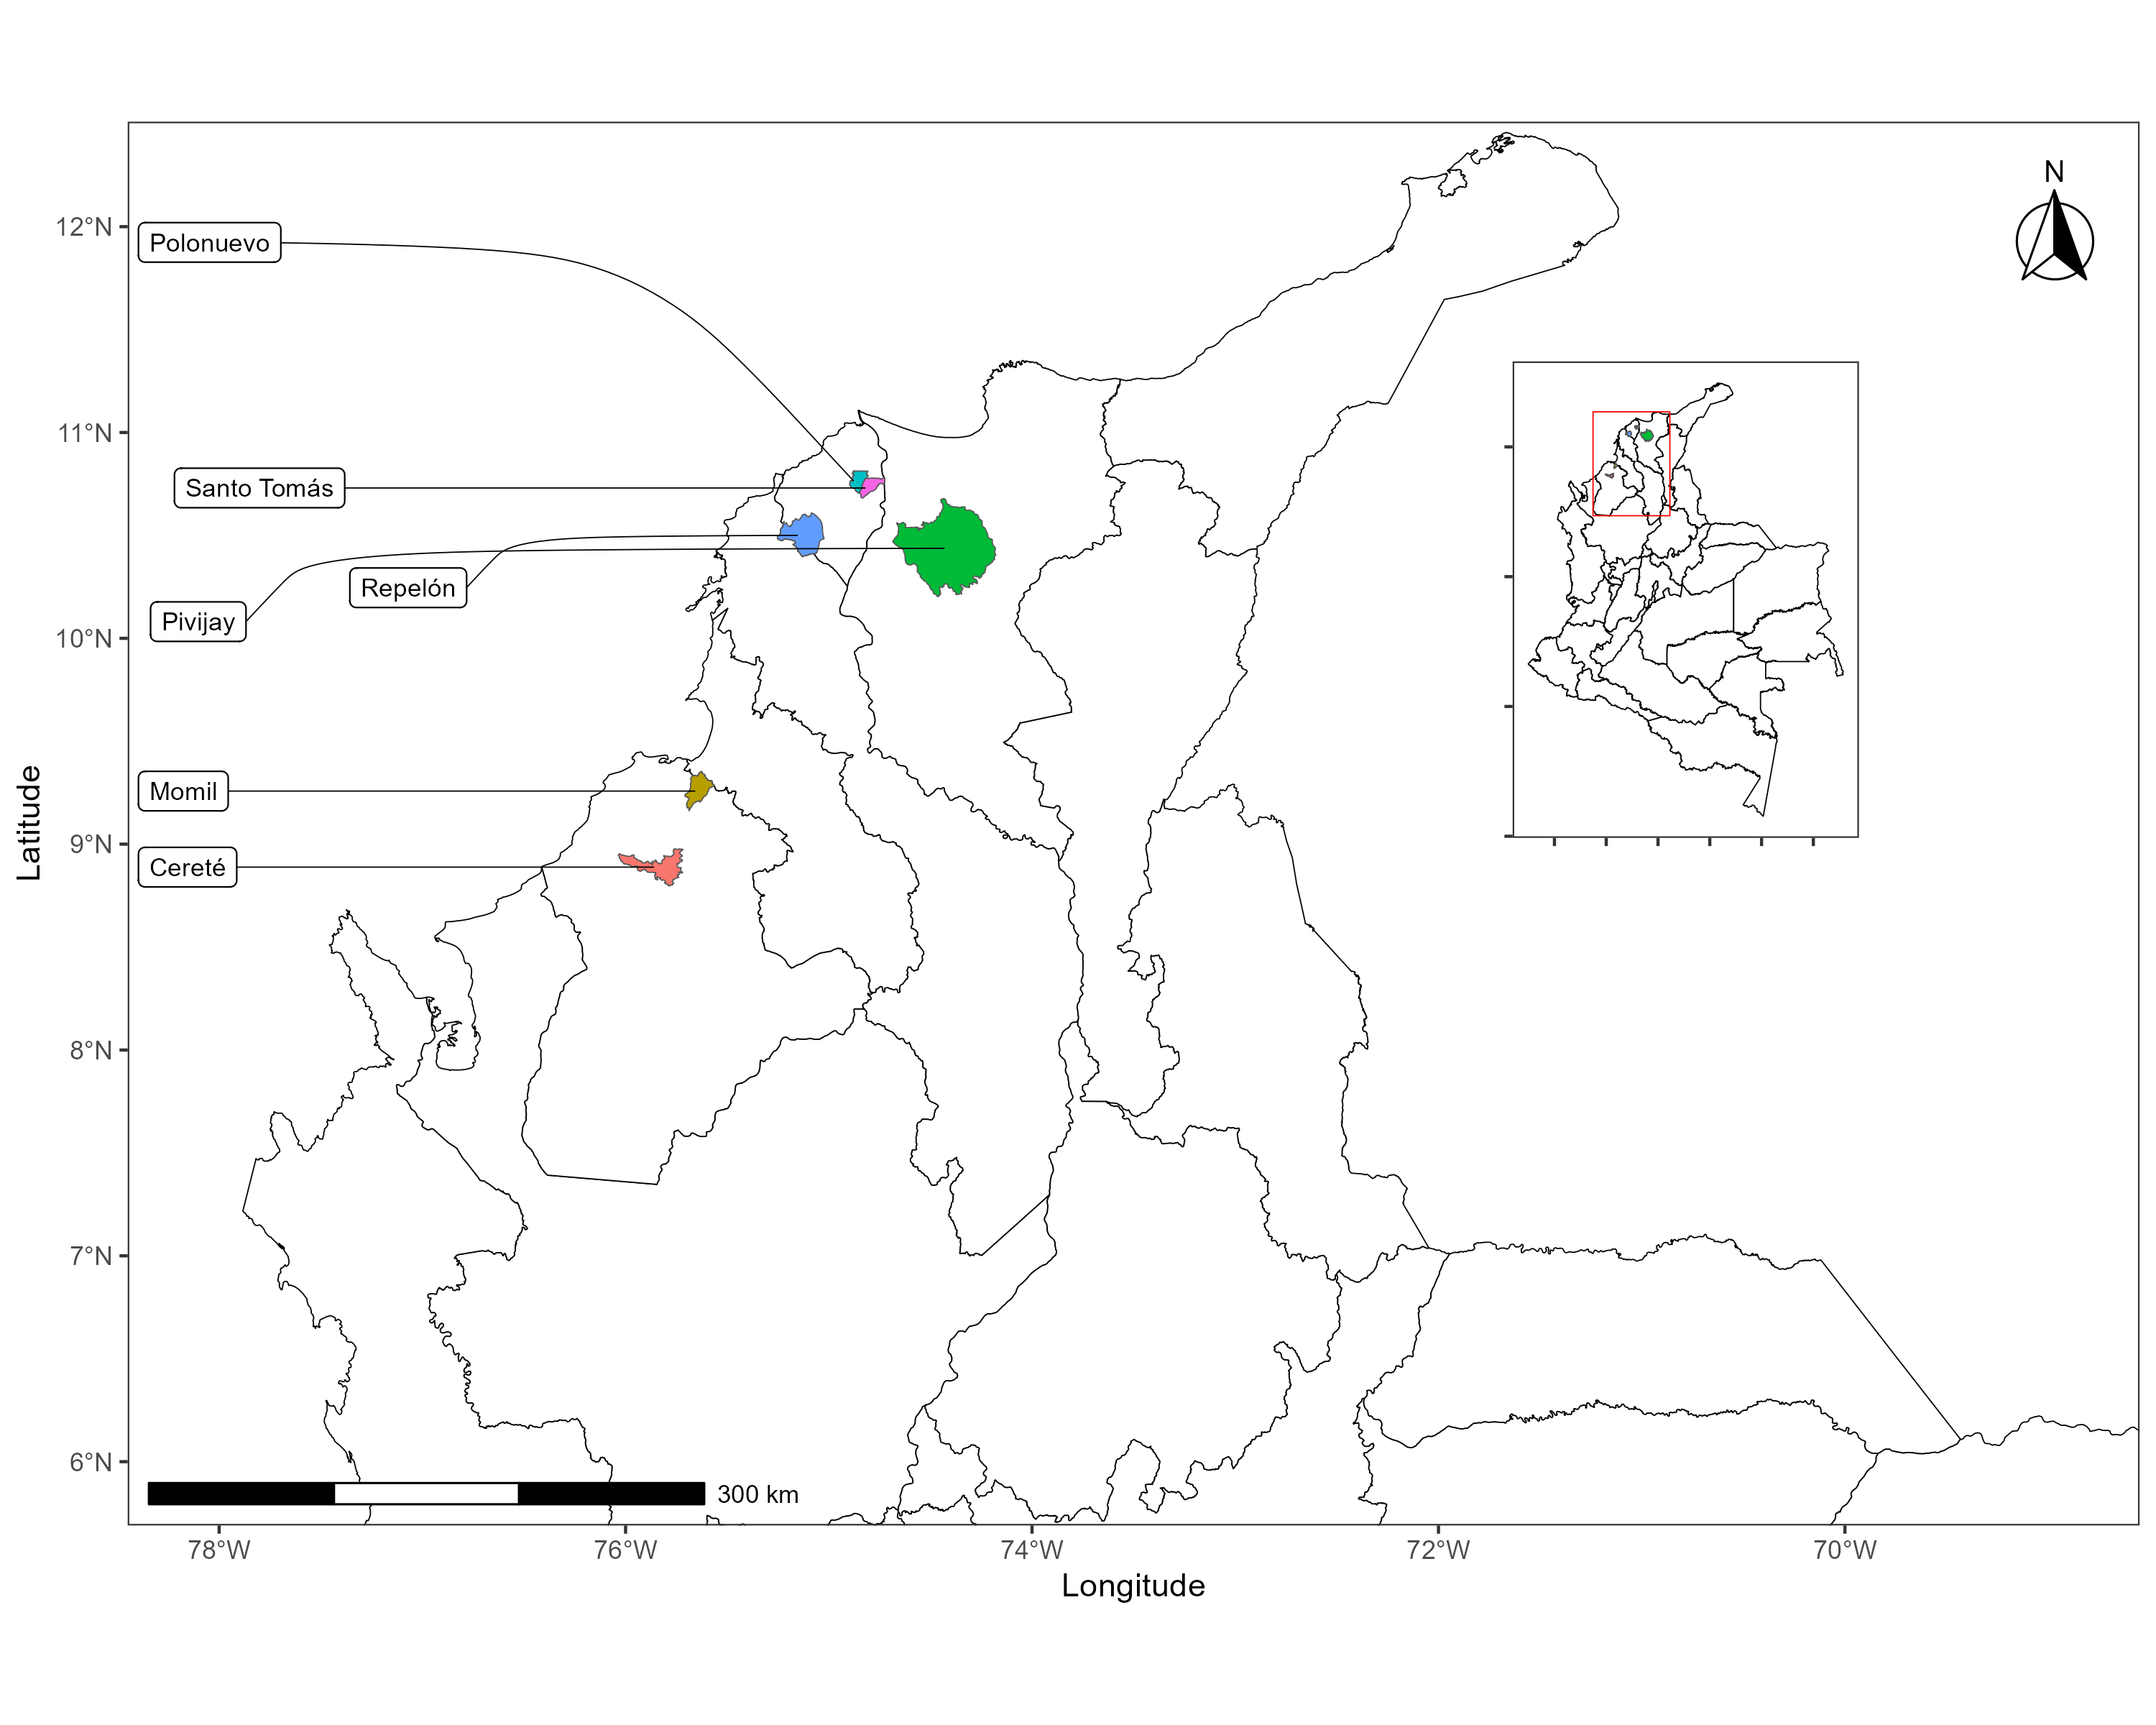 N
12°N
Polonuevo
11°N
Santo Tomás
Repelón
Pivijay
10°N
Latitude
Momil
9°N
Cereté
8°N
7°N
6°N
300 km
78°W
76°W
74°W
72°W
70°W
Longitude